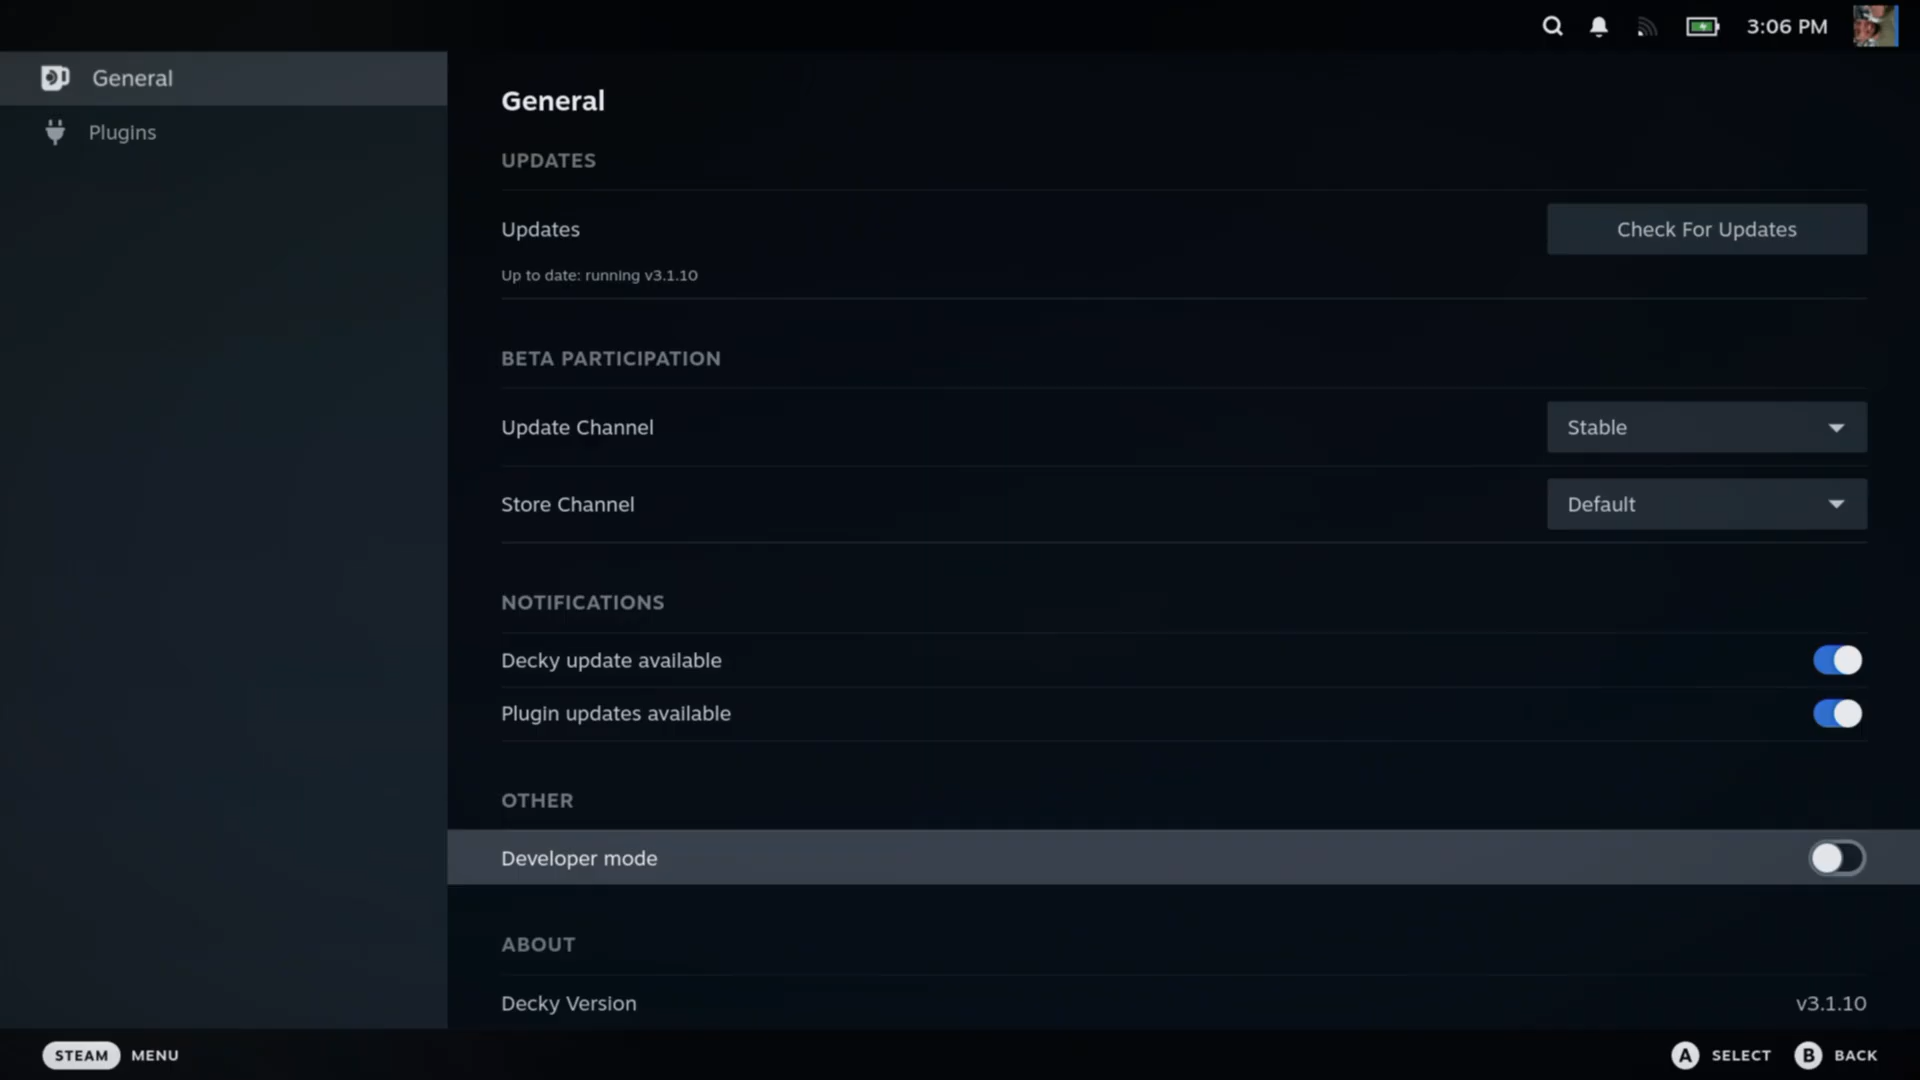 3:06 PM
General
Plugins
General
UPDATES
Updates
Check For Updates
Up to date: running v3.1.10
BETA PARTICIPATION
Update Channel
Stable
Store Channel
Default
NOTIFICATIONS
Decky update available
Plugin updates available
OTHER
Developer mode
ABOUT
Decky Version
v3.1.10
STEAM MENU
A SELECT B BACK